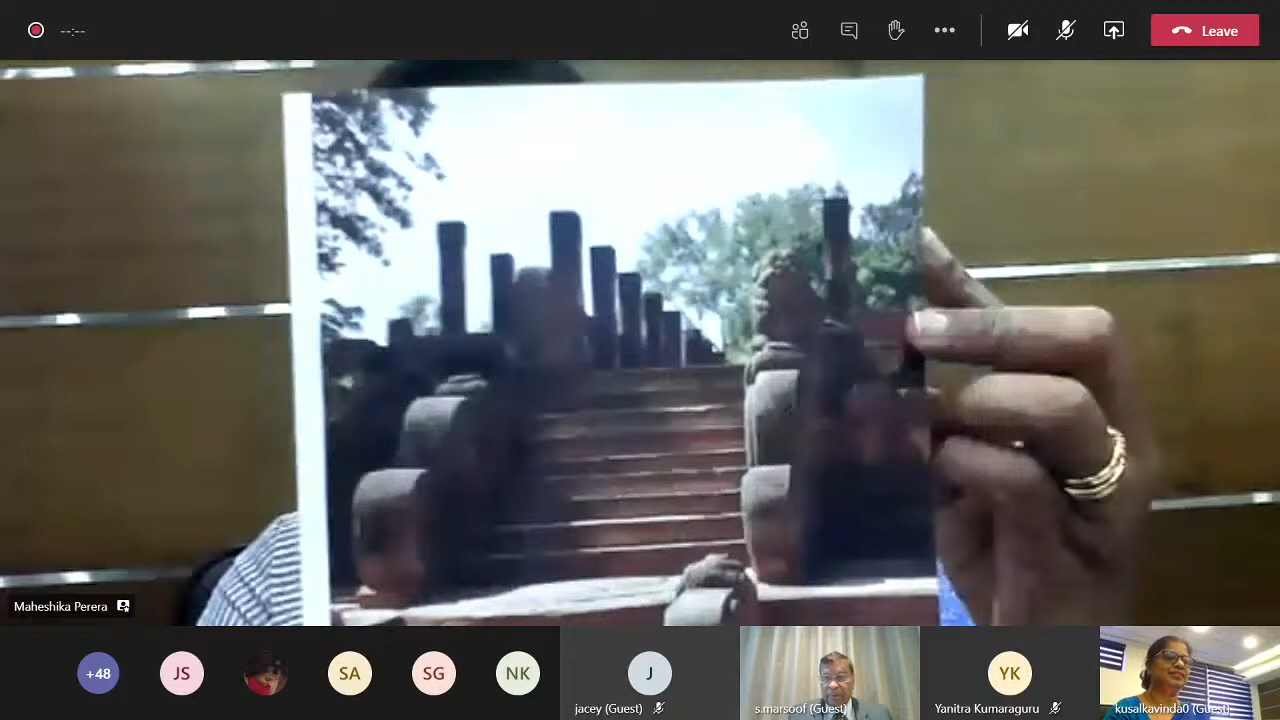 --:--
Leave
Maheshika Perera
+48
JS
SA
SG
NK
J
YK
jacey (Guest)
s.marsoof (Guest)
Yanitra Kumaraguru
kusalkavinda0 (Guest)